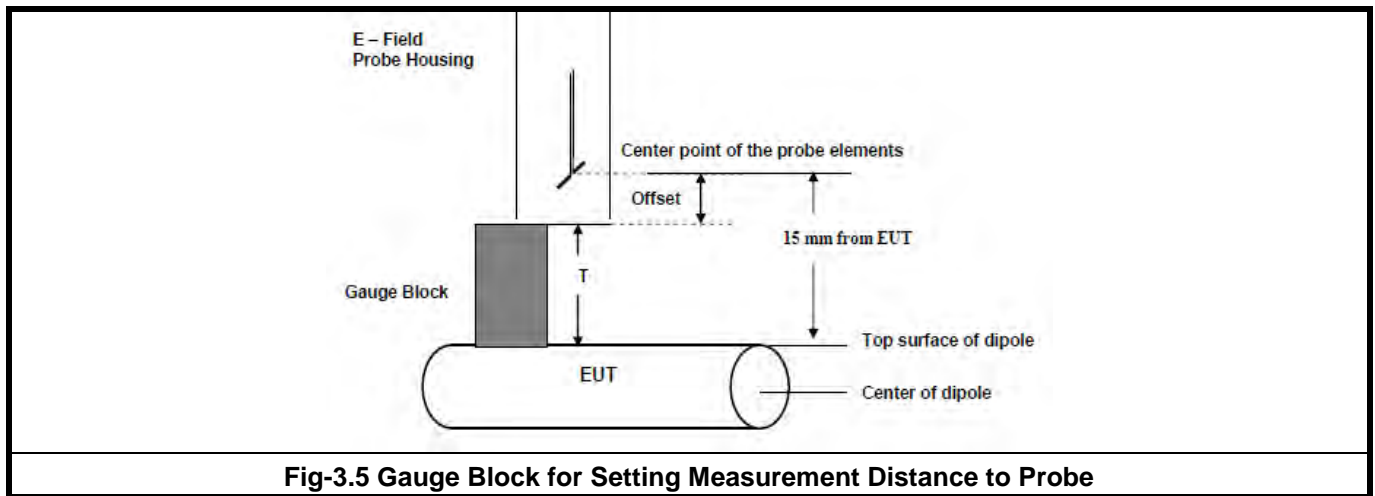 E – Field
Probe Housing
Center point of the probe elements
Offset
15 mm from EUT
T
Gauge Block
Top surface of dipole
EUT
Center of dipole
Fig-3.5 Gauge Block for Setting Measurement Distance to Probe